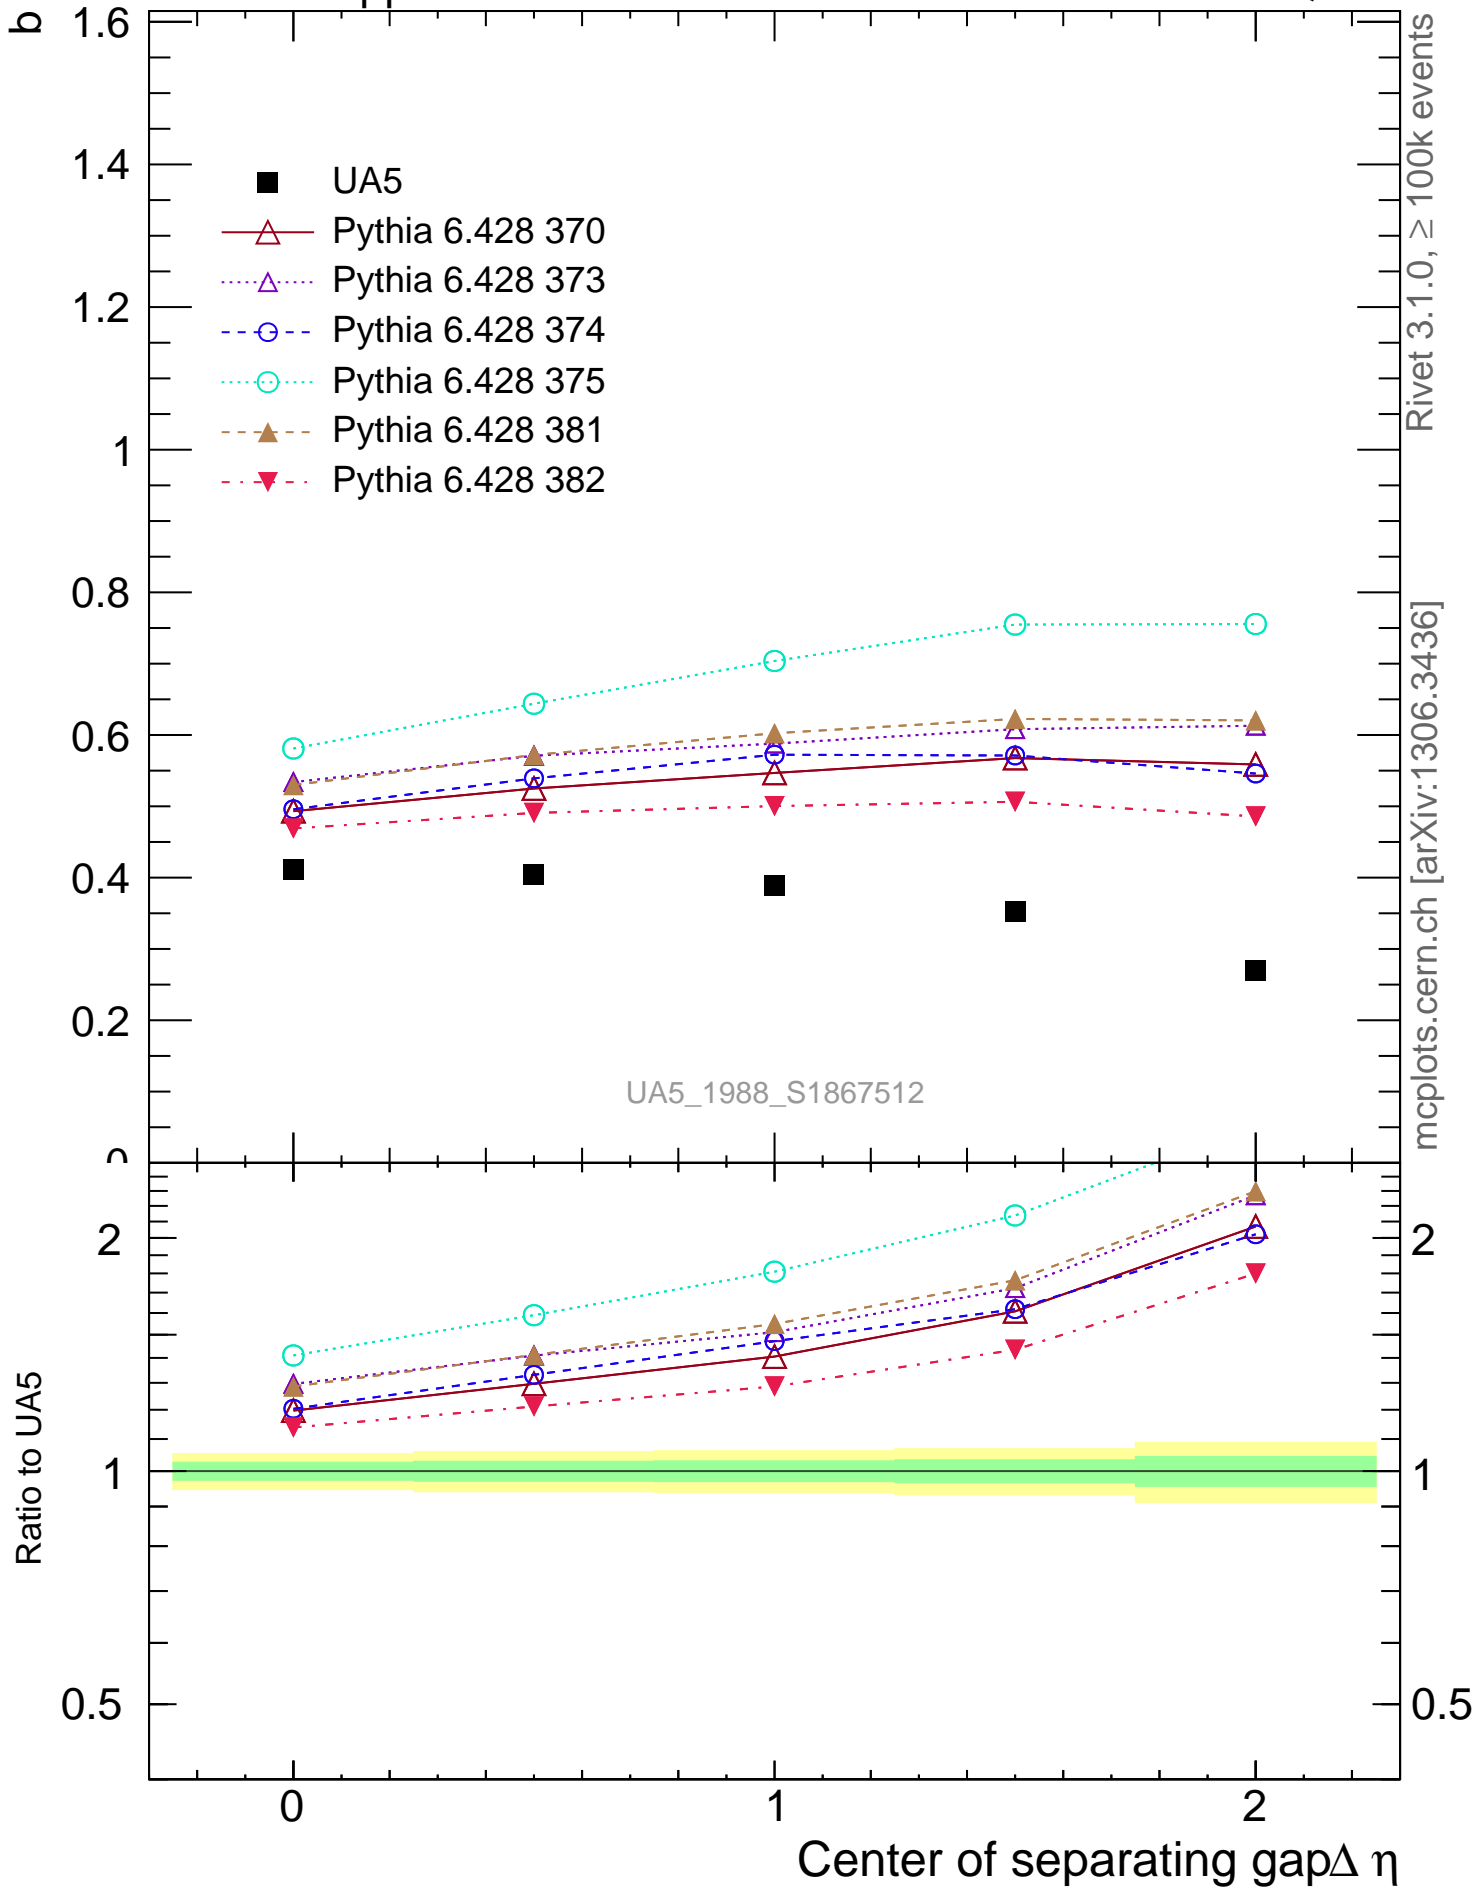 b
1.6
1.4
1.2
1
0.8
0.6
0.4
0.2
0
UA5
Pythia 6.428 370
Pythia 6.428 373
Pythia 6.428 374
Pythia 6.428 375
Pythia 6.428 381
Pythia 6.428 382
UA5_1988_S1867512
Rivet 3.1.0, ≥ 100k events
mcplots.cern.ch [arXiv:1306.3436]
Ratio to UA5
2
1
0.5
2
1
0.5
0
1
2
Center of separating gapΔ η